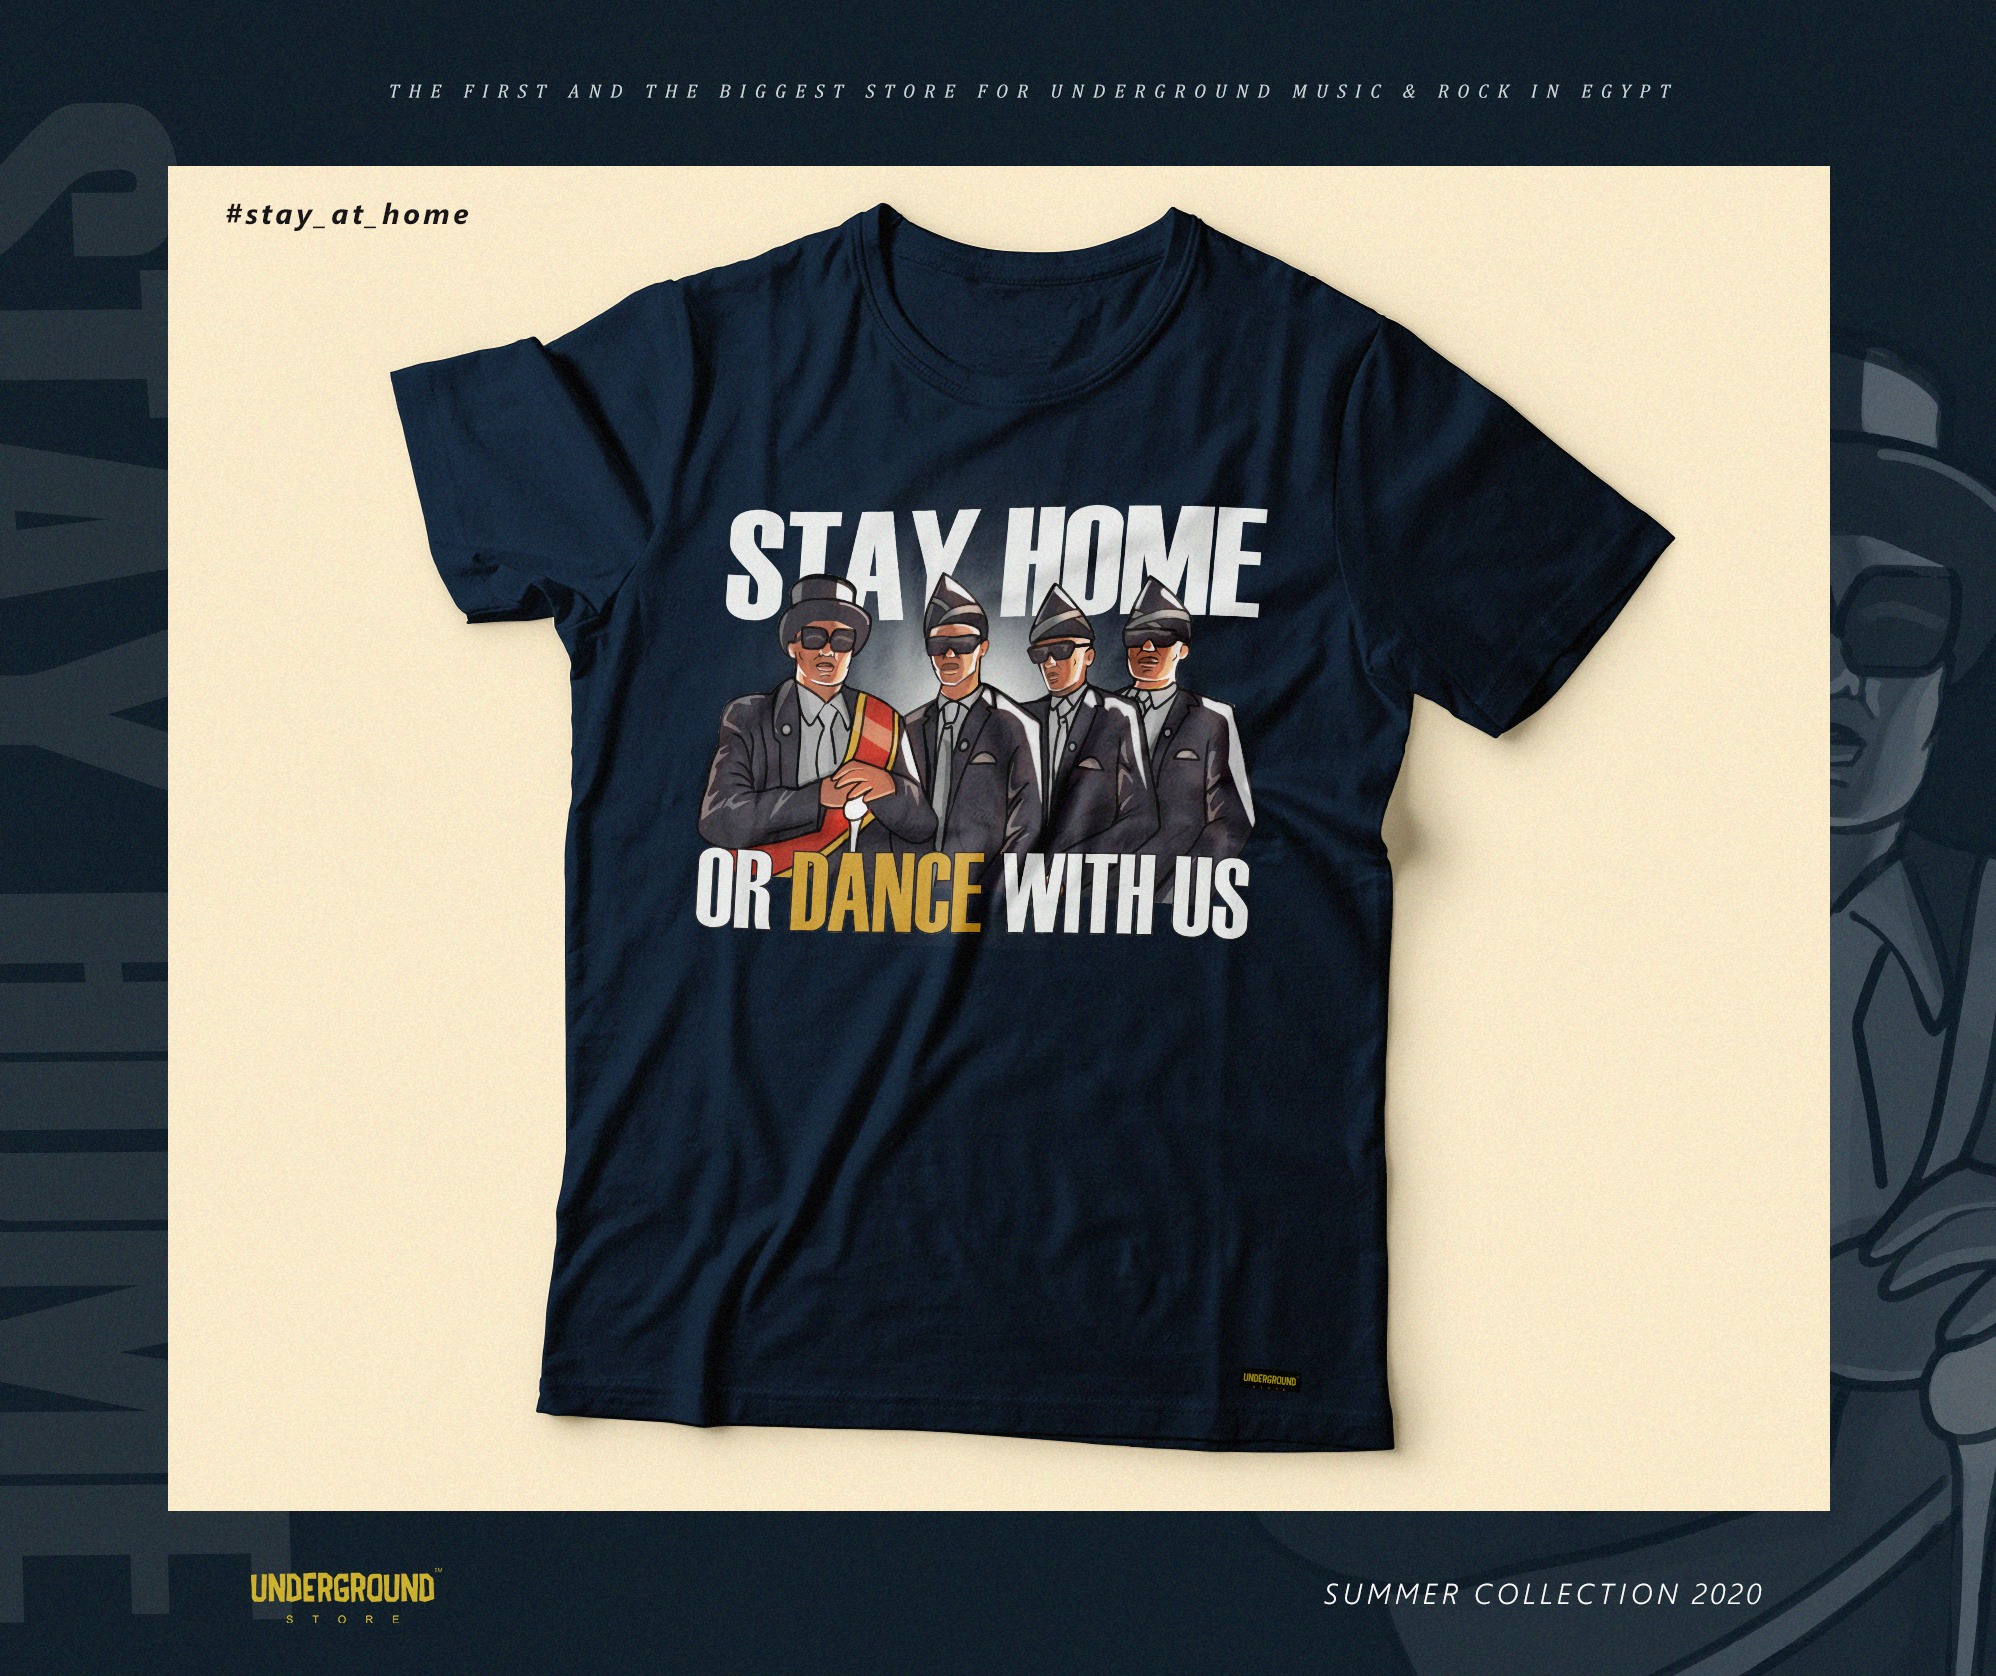 THE FIRST AND THE BIGGEST STORE FOR UNDERGROUND MUSIC & ROCK IN EGYPT
#stay_at_home
STAY HOME
OR DANCE WITH US
UNDERGROUND
STAY HOME
UNDERGROUND™
STORE
SUMMER COLLECTION 2020